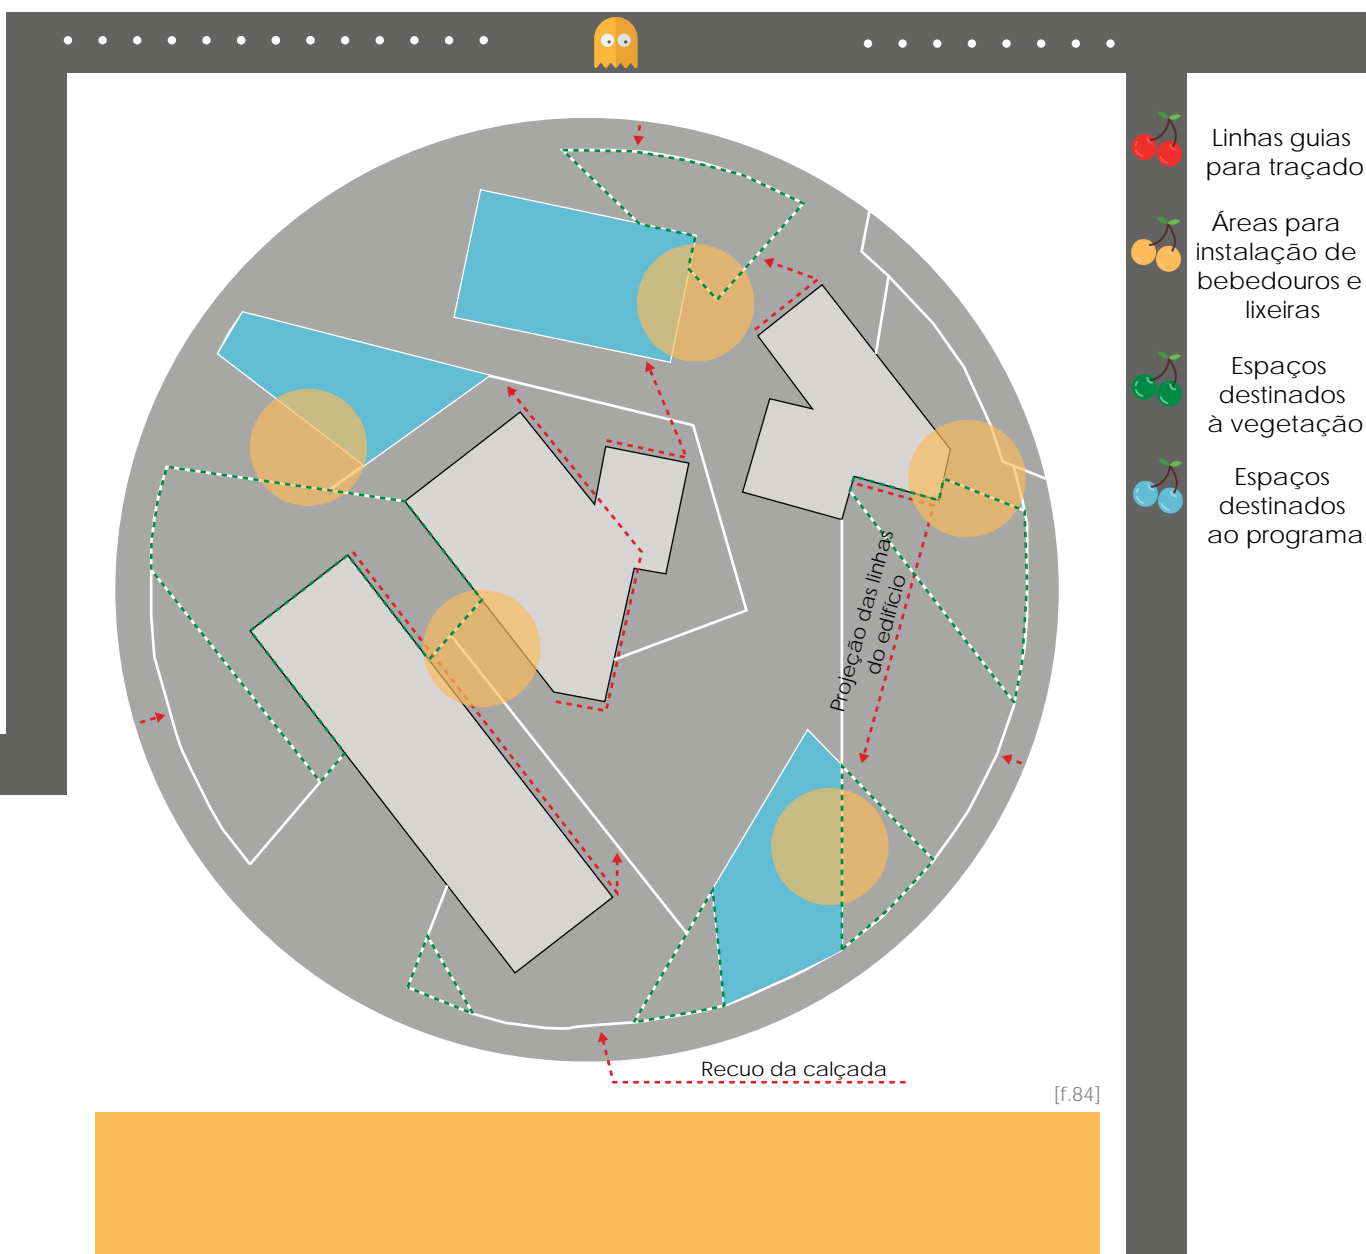 Linhas guias
para traçado
Áreas para
instalação de
bebedouros e
lixeiras
Espaços
destinados
à vegetação
Espaços
destinados
ao programa
Projeção das linhas
do edifício
Recuo da calçada
[f.84]